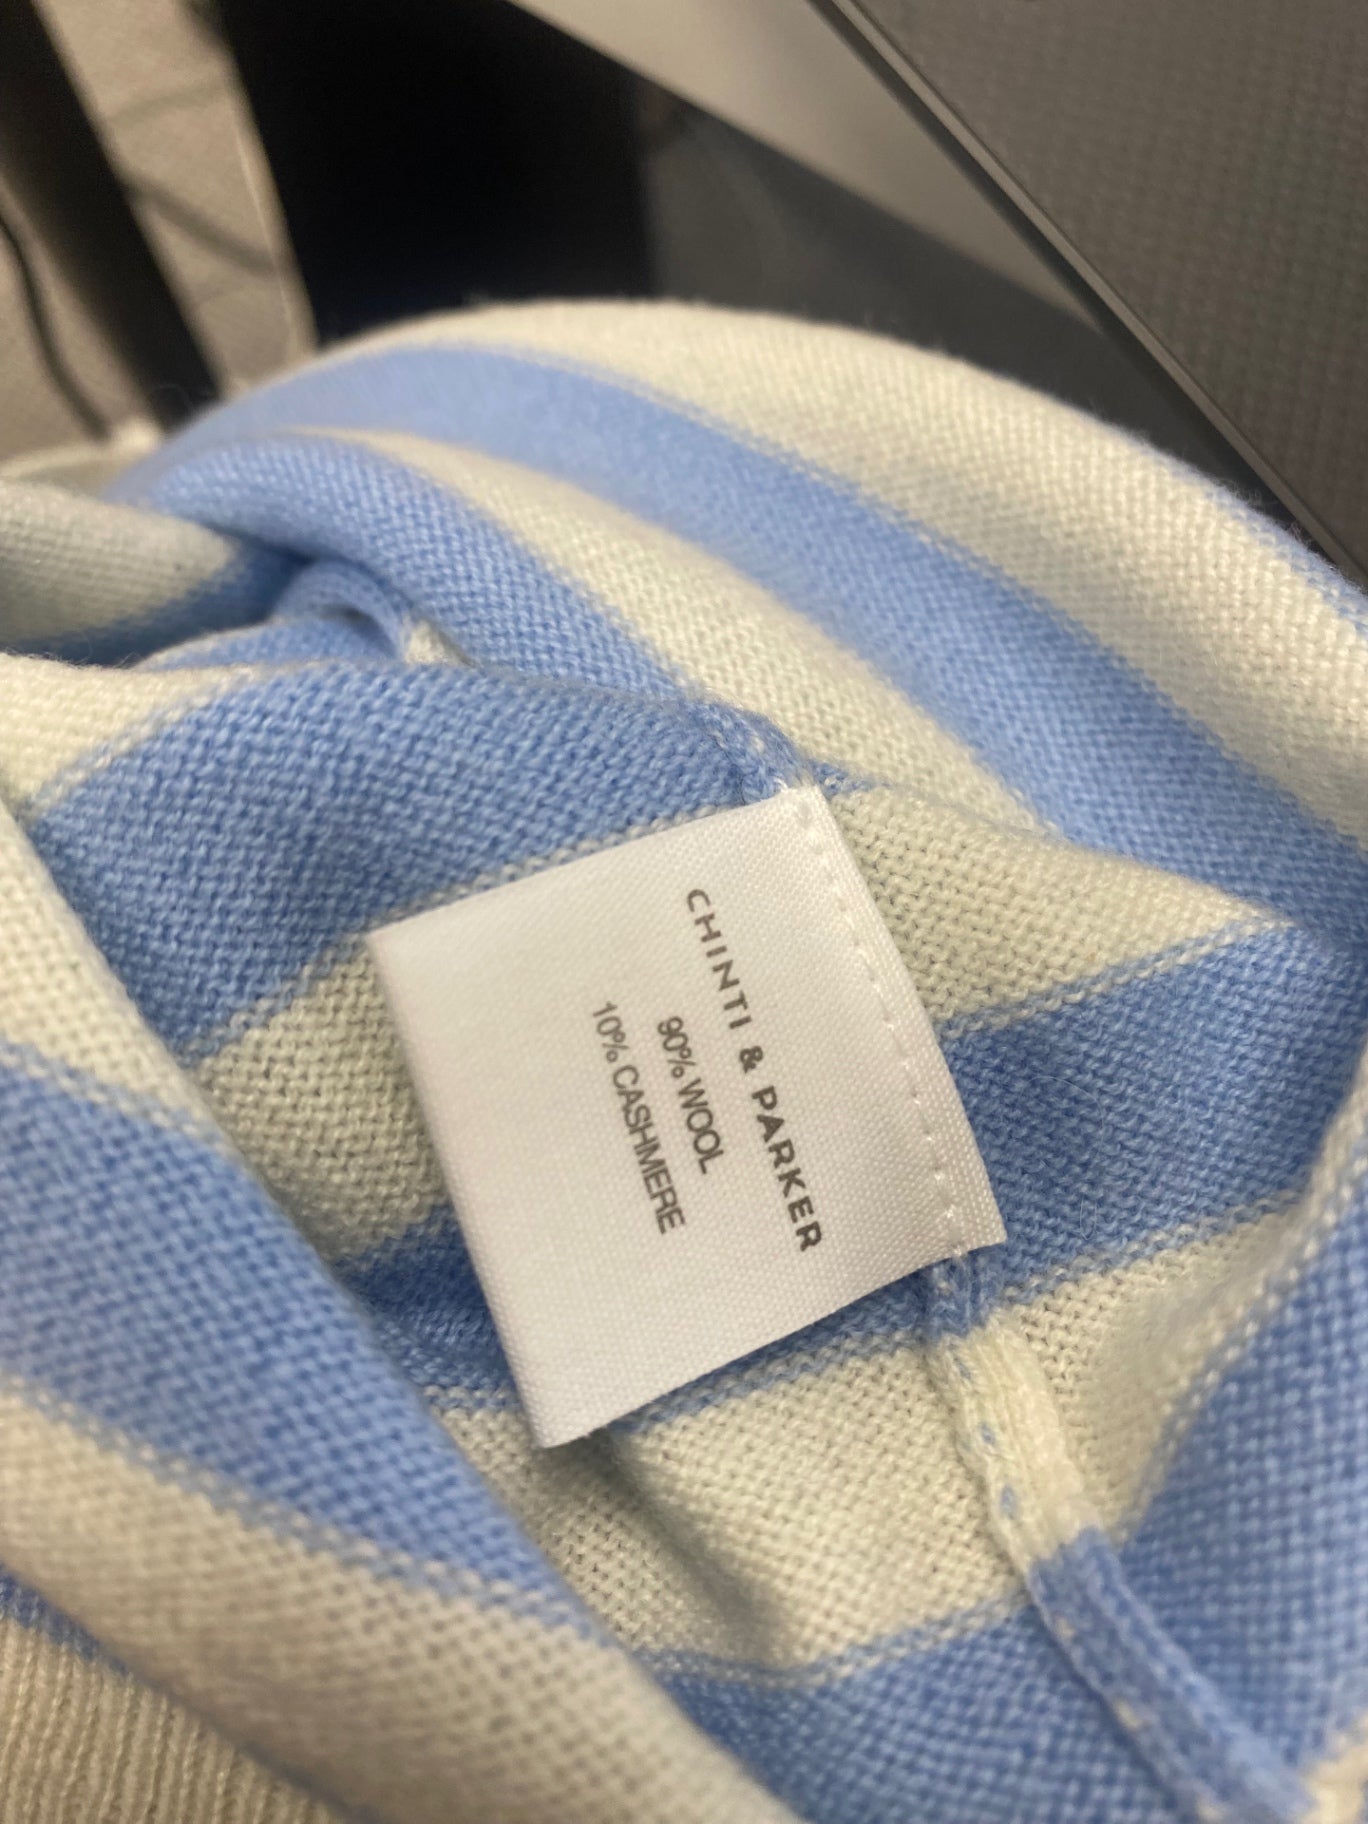 CHINTI & PARKER
90% WOOL
10% CASHMERE